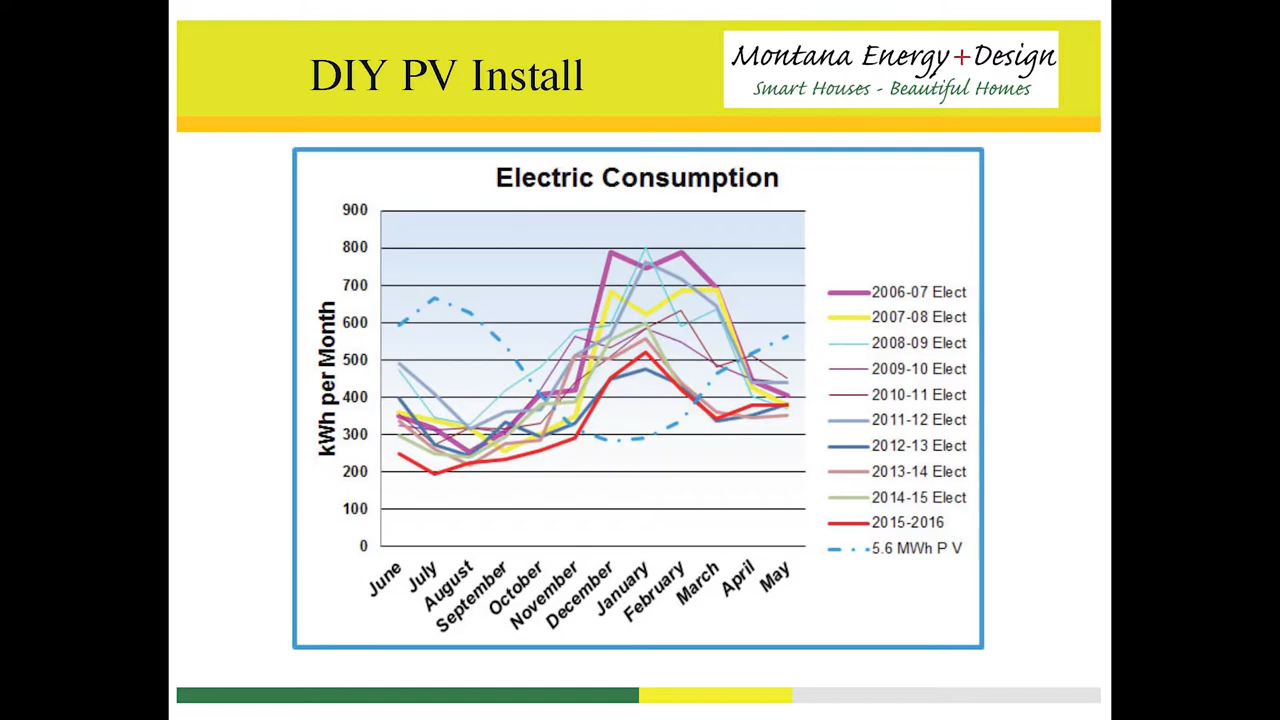 DIY PV Install
Montana Energy+Design
Smart Houses - Beautiful Homes
Electric Consumption
kWh per Month
900
800
700
600
500
400
300
200
100
0
June
July
August
September
October
November
December
January
February
March
April
May
2006-07 Elect
2007-08 Elect
2008-09 Elect
2009-10 Elect
2010-11 Elect
2011-12 Elect
2012-13 Elect
2013-14 Elect
2014-15 Elect
2015-2016
5.6 MWh P V